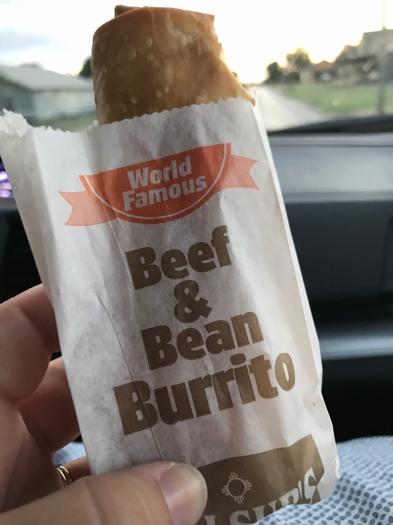 World
Famous
Beef
&
Bean
Burrito